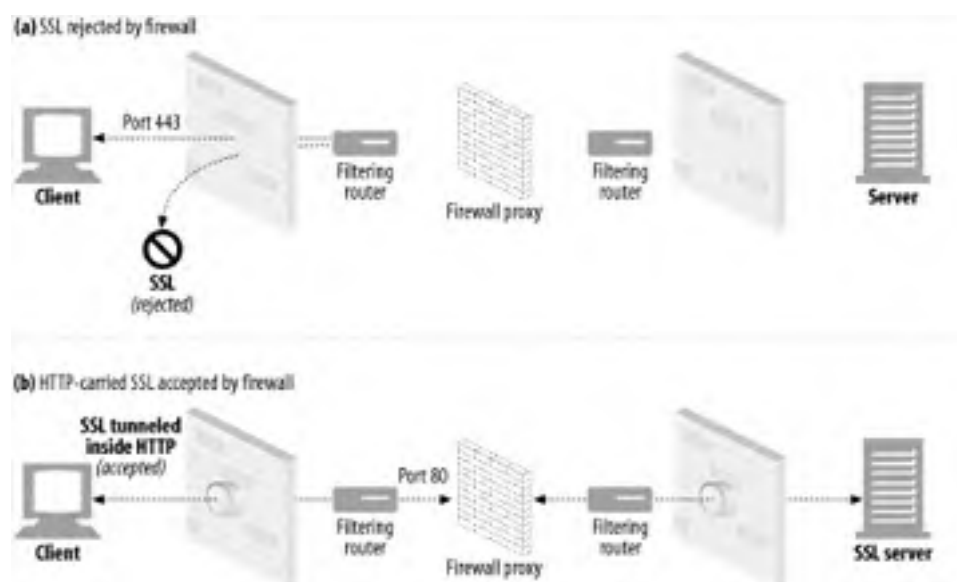 (a) SSL rejected by firewall
Port 443
Client
Filtering
router
Firewall proxy
Filtering
router
Server
SSL
(rejected)
(b) HTTP-carried SSL accepted by firewall
SSL tunneled
inside HTTP
(accepted)
Port 80
Client
Filtering
router
Firewall proxy
Filtering
router
SSL server